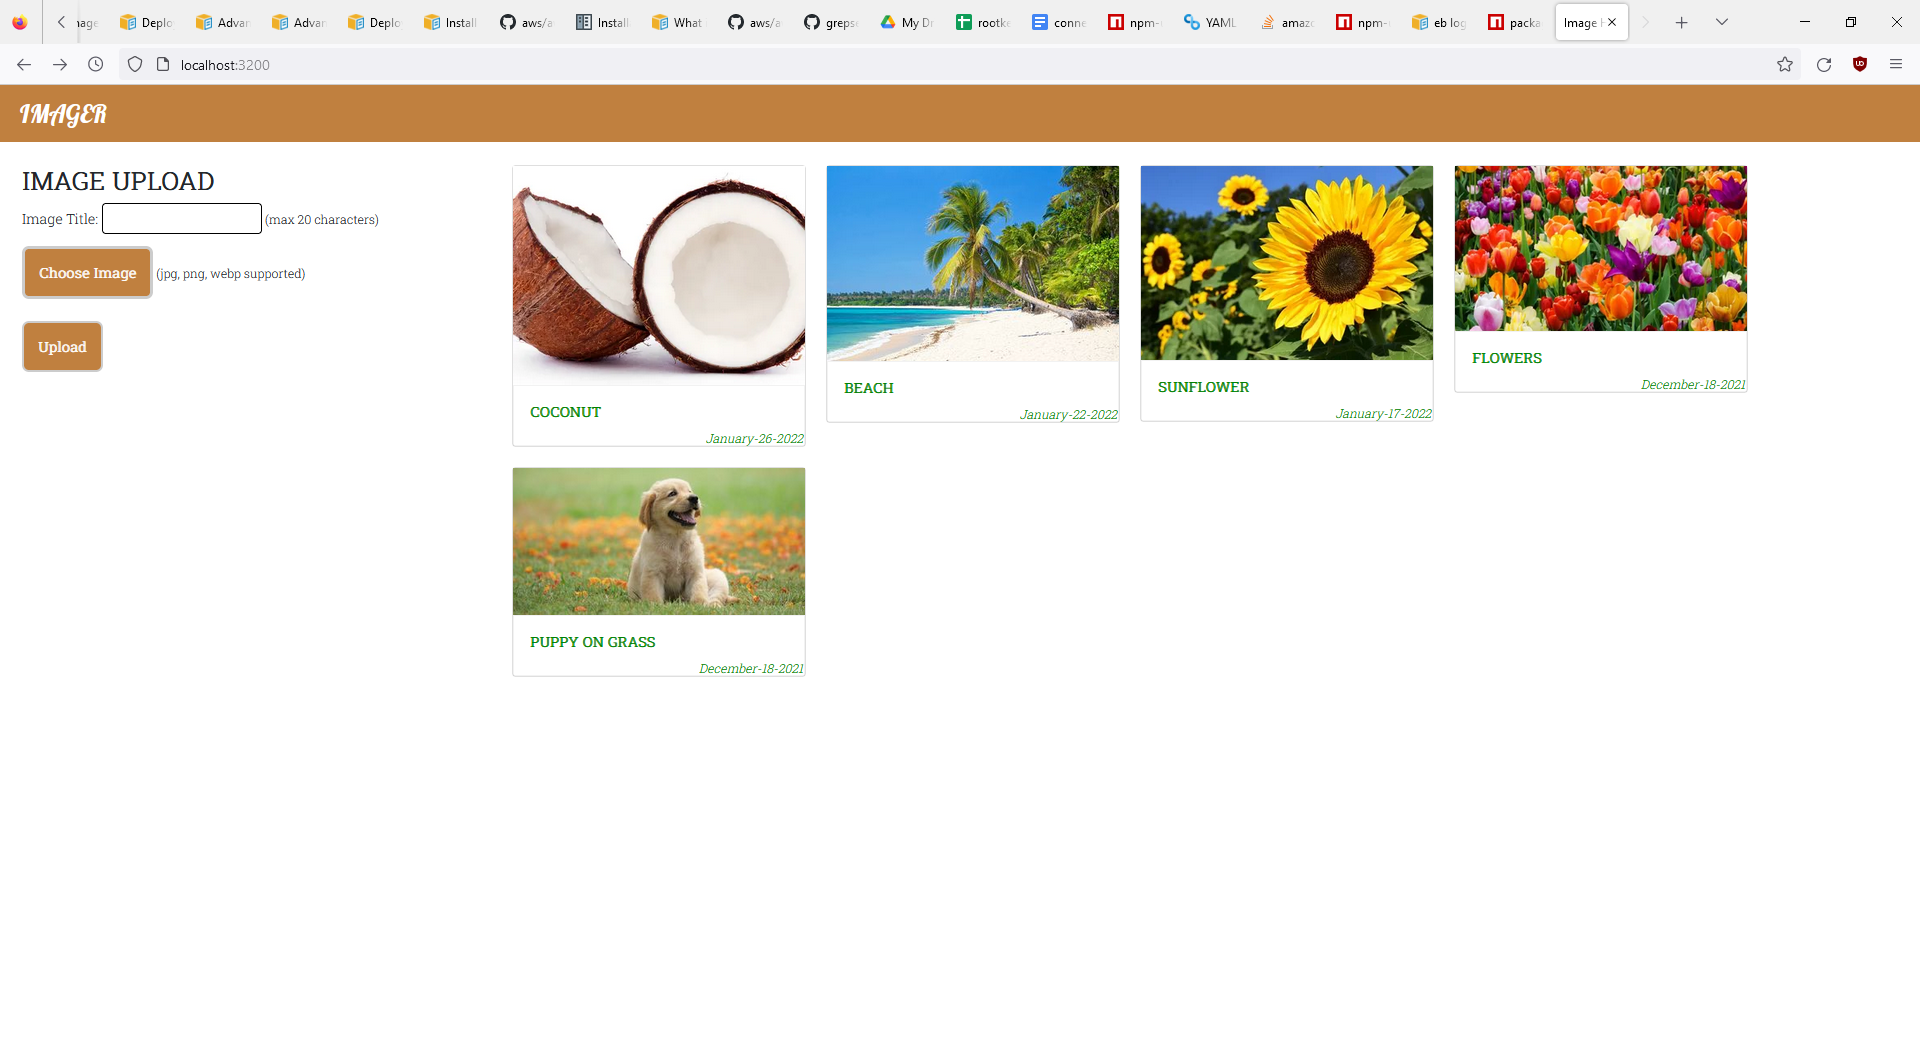 Deplo
Advan
Advan
Deplo
Install
aws/a
Install
What
aws/a
greps
My Dr
rootke
conne
npm-
YAML
amazo
npm-
eb log
packa
Image H
localhost:3200
IMAGER
IMAGE UPLOAD
Image Title:
(max 20 characters)
Choose Image
(jpg, png, webp supported)
Upload
COCONUT
January-26-2022
BEACH
January-22-2022
SUNFLOWER
January-17-2022
FLOWERS
December-18-2021
PUPPY ON GRASS
December-18-2021